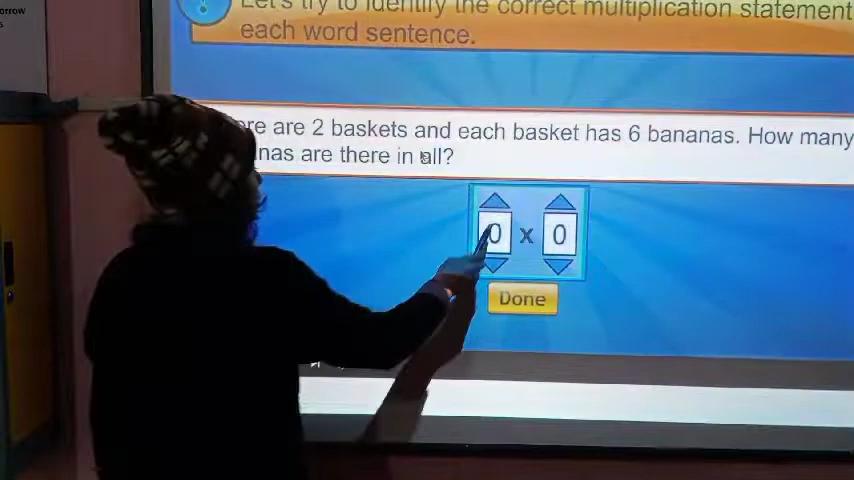 orrow
s
Let's try to identify the correct multiplication statement
each word sentence.
ere are 2 baskets and each basket has 6 bananas. How many
nas are there in all?
0 x 0
Done